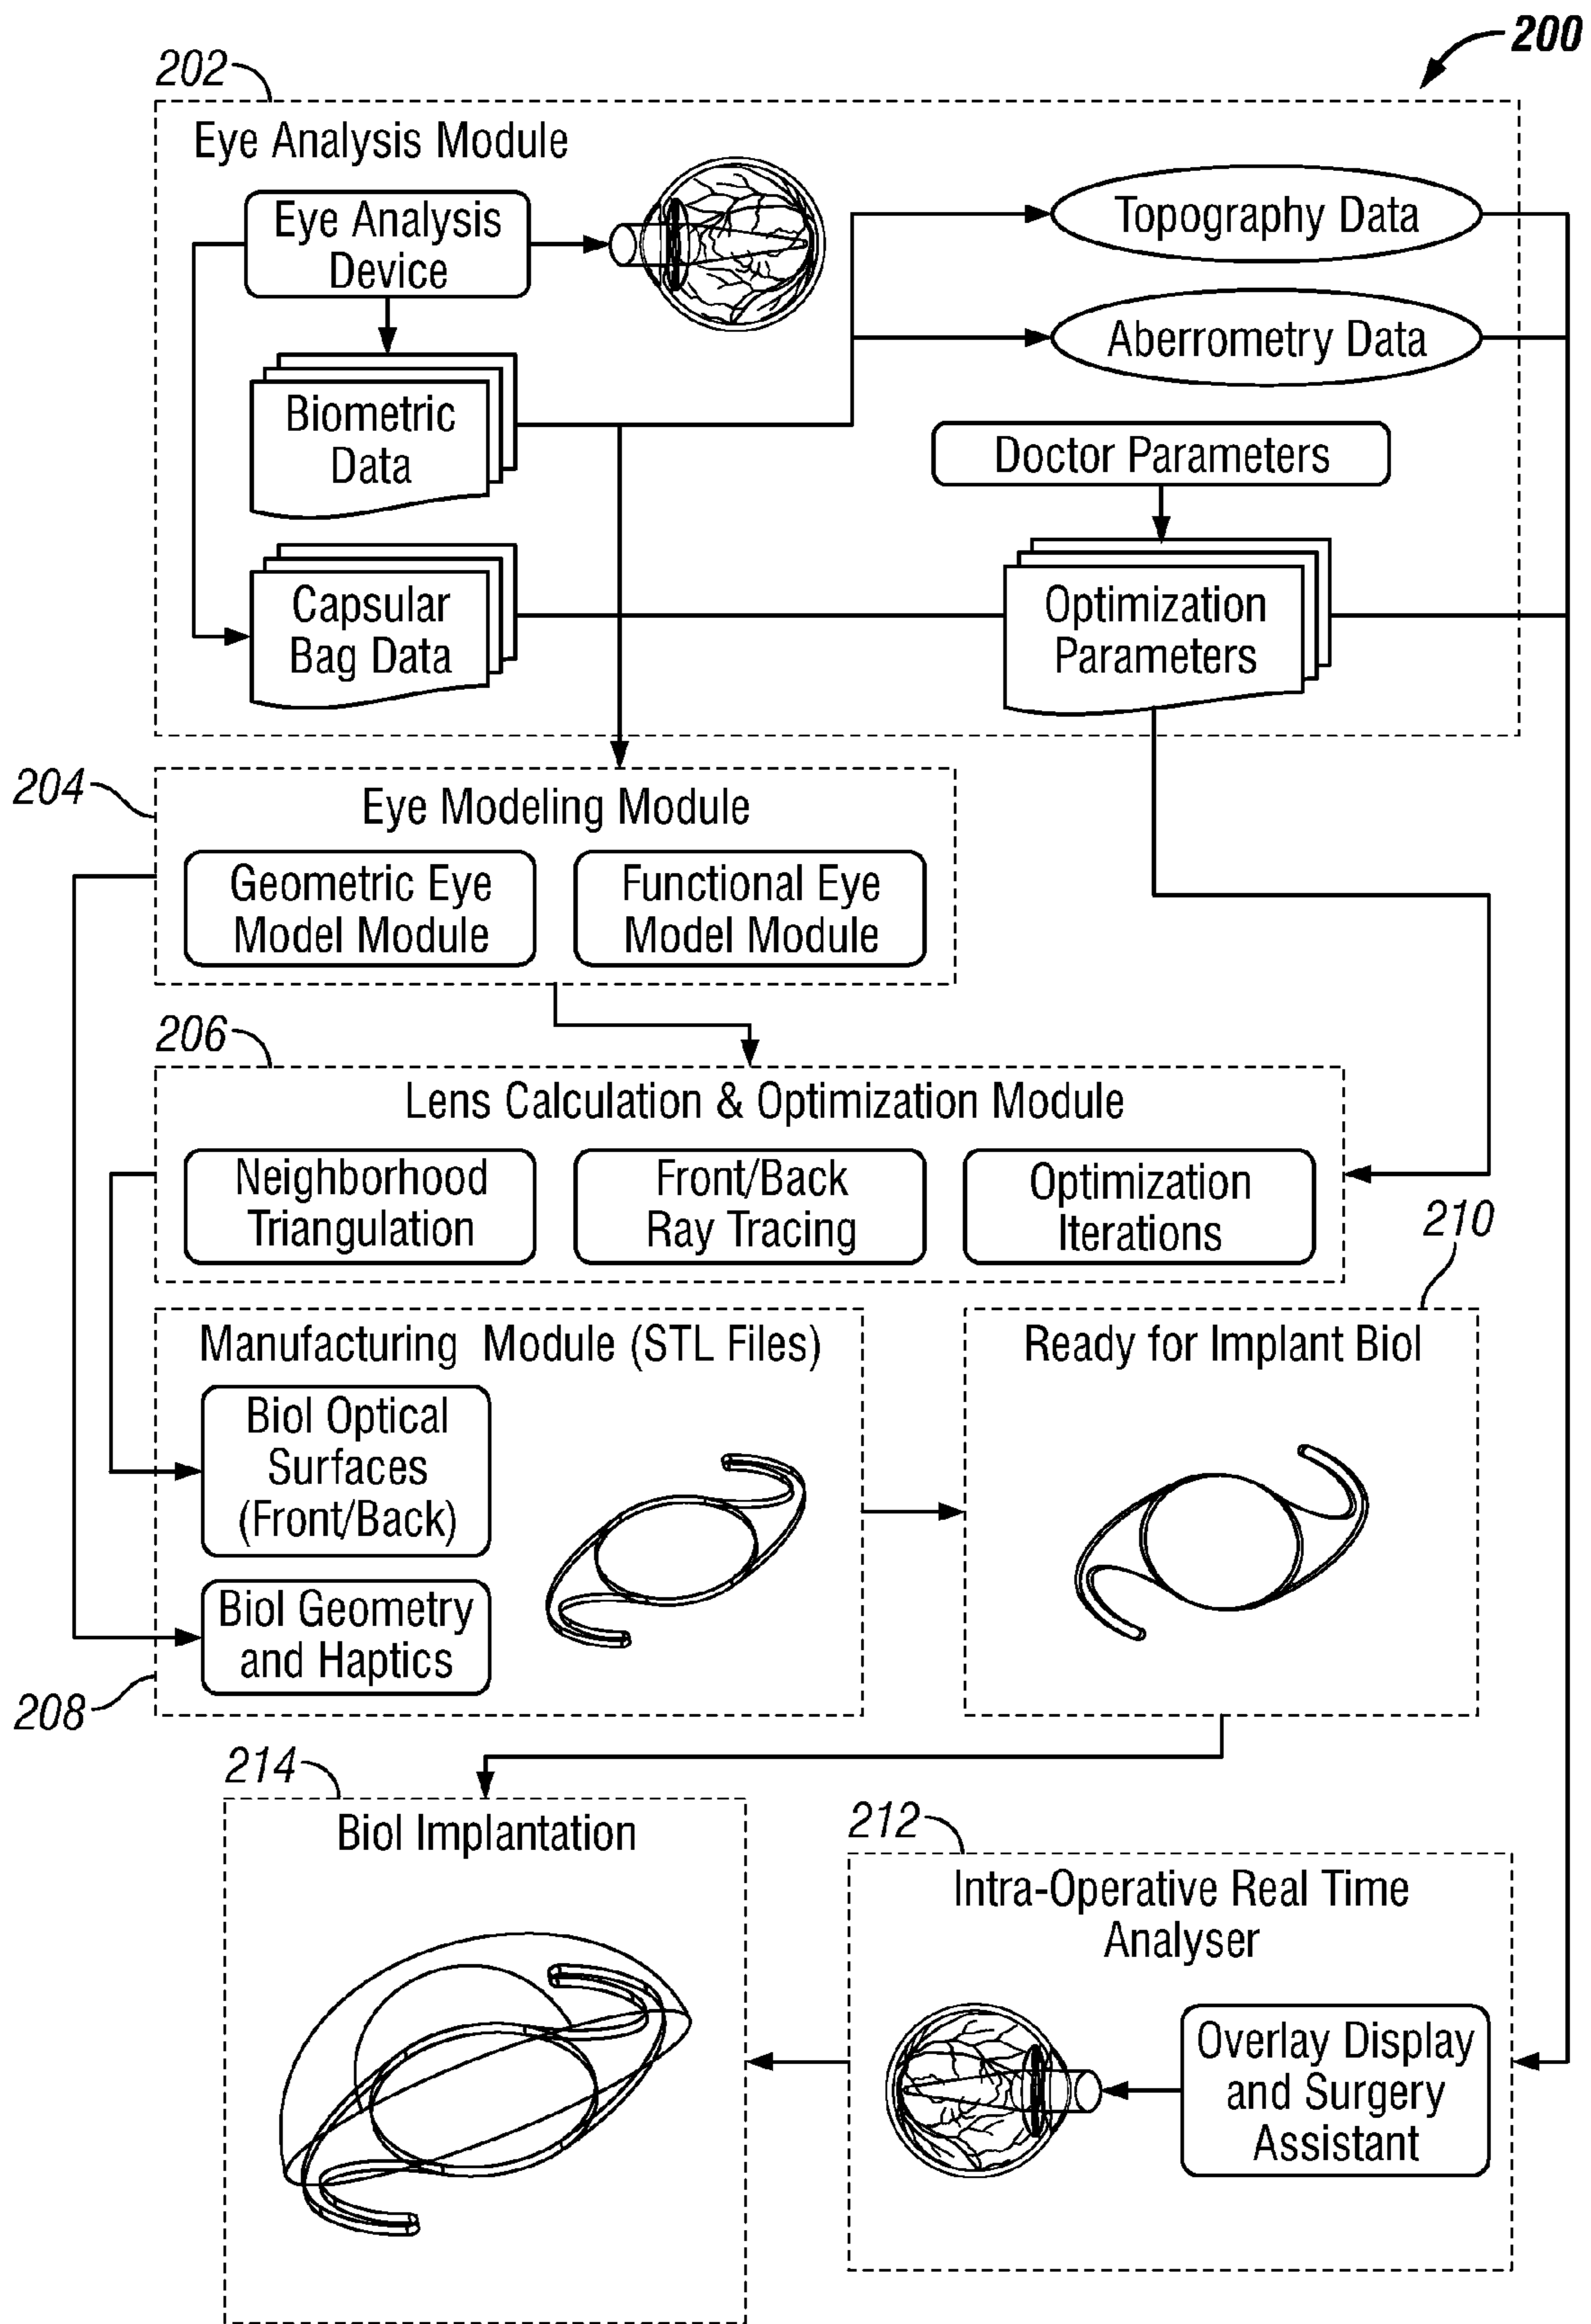 200
202
Eye Analysis Module
Eye Analysis
Device
Topography Data
Aberrometry Data
Biometric
Data
Doctor Parameters
Capsular
Bag Data
Optimization
Parameters
204
Eye Modeling Module
Geometric Eye
Model Module
Functional Eye
Model Module
206
Lens Calculation & Optimization Module
Neighborhood
Triangulation
Front/Back
Ray Tracing
Optimization
Iterations
210
Manufacturing Module (STL Files)
Biol Optical
Surfaces
(Front/Back)
Biol Geometry
and Haptics
208
Ready for Implant Biol
214
Biol Implantation
212
Intra-Operative Real Time
Analyser
Overlay Display
and Surgery
Assistant